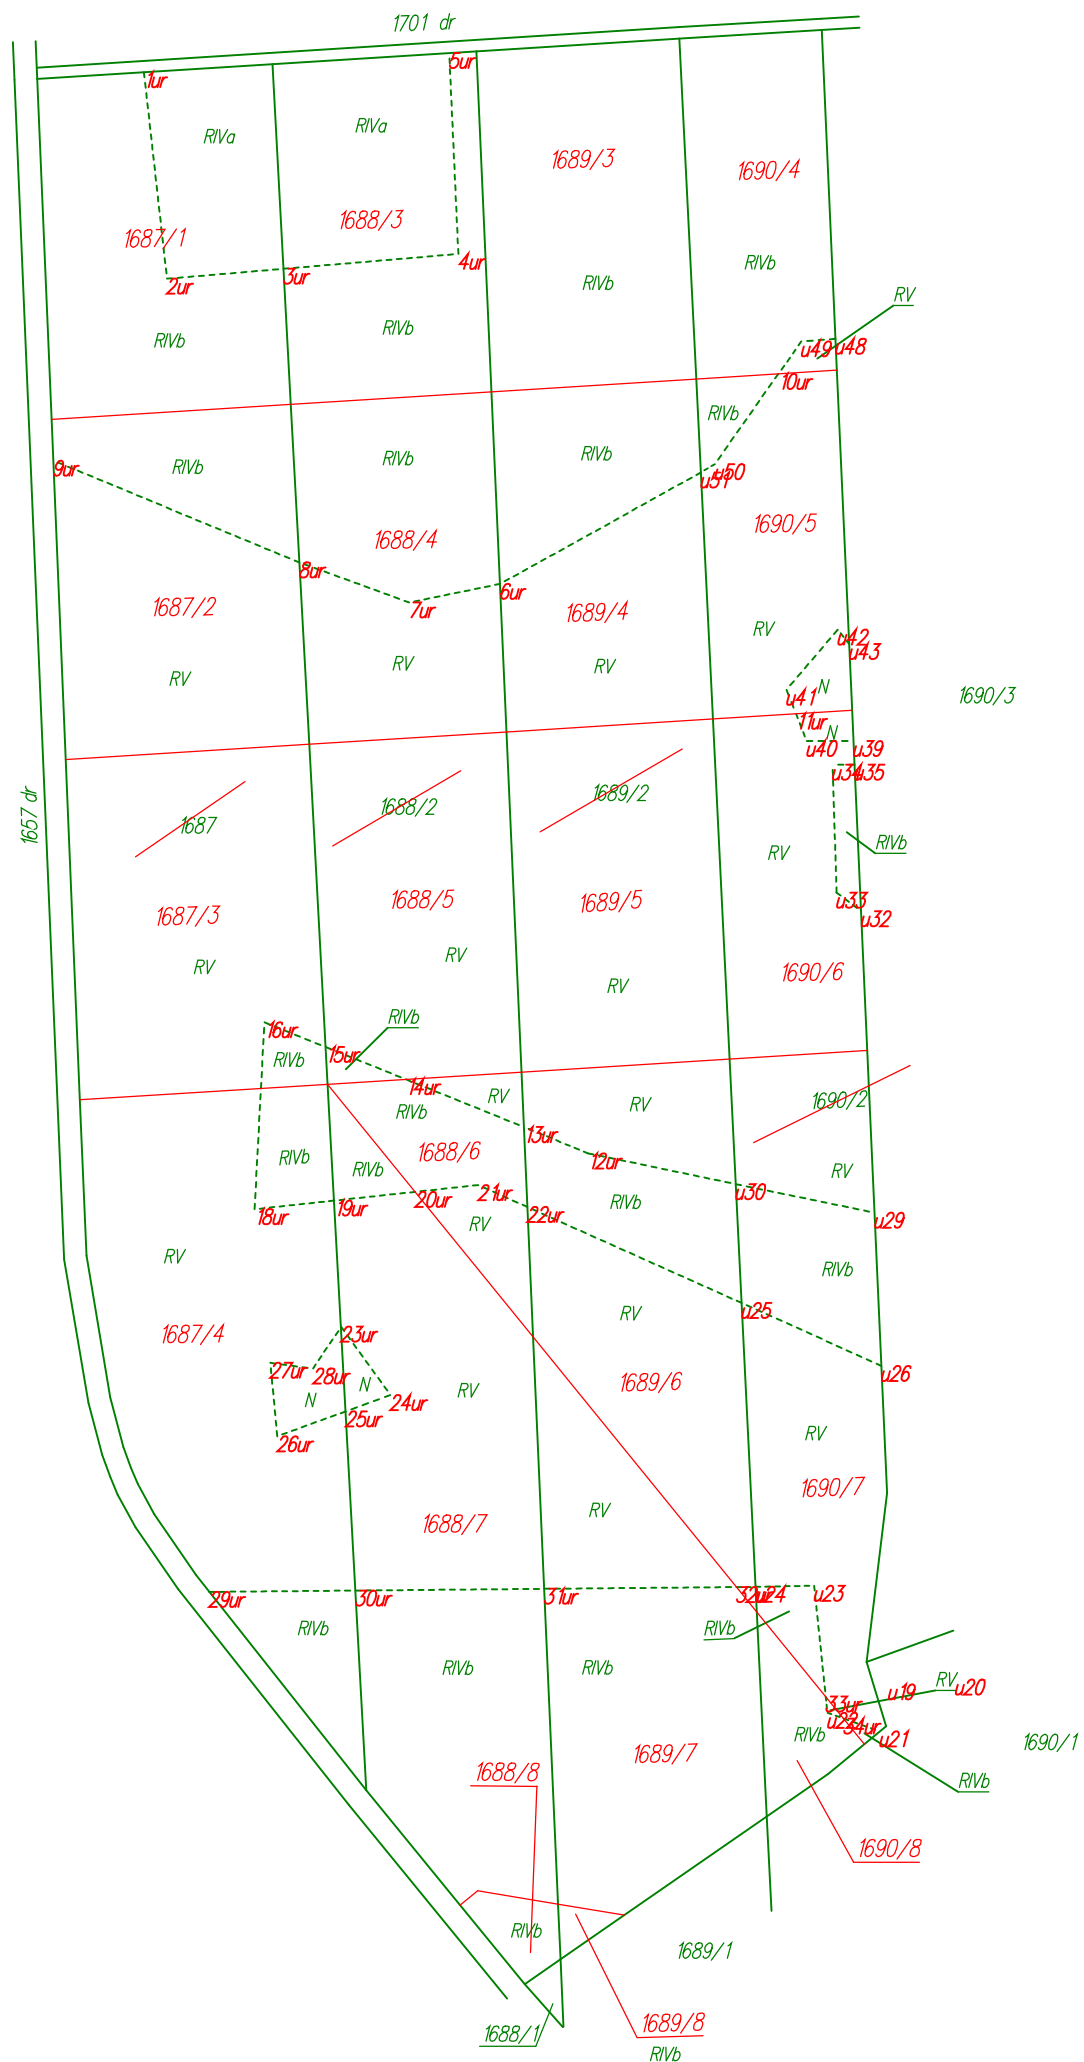 1701 dr
5ur
1ur
RIVa
RIVa
1689/3
1690/4
1688/3
1687/1
4ur
RIVb
3ur
2ur
RIVb
RV
RIVb
RIVb
u49
u48
10ur
RIVb
9ur
RIVb
RIVb
RIVb
u50
u51
1690/5
1688/4
8ur
6ur
7ur
1687/2
1689/4
RV
u42
u43
RV
RV
RV
N
u41
1690/3
11ur
N
u40
u39
u34
u35
1657 dr
1687
1688/2
1689/2
RV
RIVb
1687/3
1688/5
1689/5
u33
u32
RV
RV
RV
1690/6
16ur
RIVb
RIVb
15ur
14ur
RV
RIVb
RV
1690/2
13ur
12ur
1688/6
RIVb
RIVb
RV
u30
18ur
19ur
20ur
21ur
22ur
RIVb
u29
RV
RV
RIVb
u25
1687/4
23ur
RV
27ur
28ur
N
N
24ur
RV
1689/6
u26
25ur
26ur
RV
1690/7
1688/7
RV
29ur
30ur
31ur
32ur
u24
u23
RIVb
RIVb
RIVb
RIVb
RV
u19
u20
33ur
u22
34ur
u21
RIVb
1690/1
1689/7
1688/8
RIVb
1690/8
RIVb
1689/1
1688/1
1689/8
RIVb